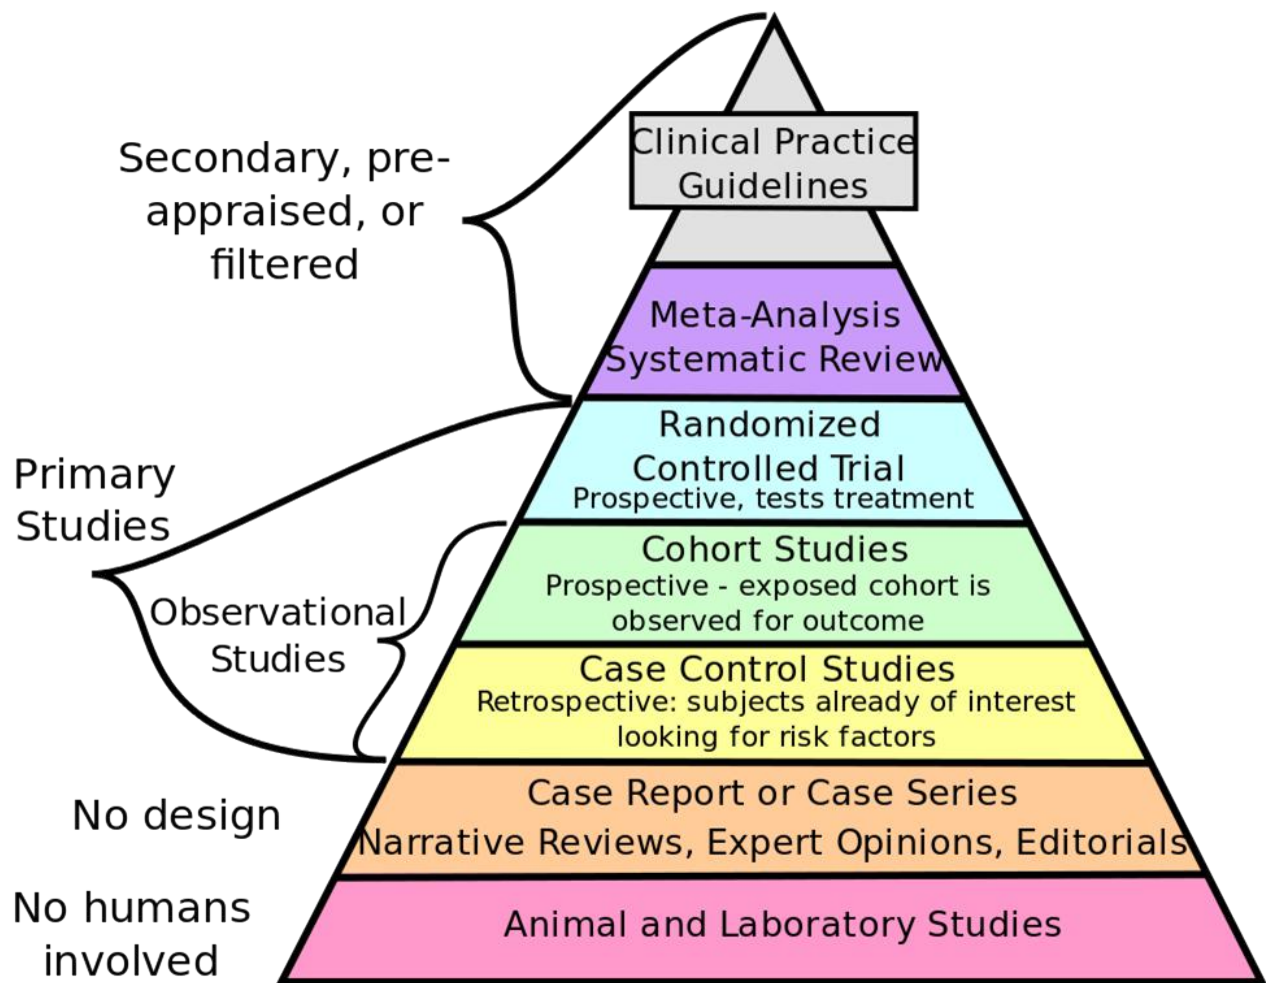 Clinical Practice
Guidelines
Secondary, pre-
appraised, or
filtered
Meta-Analysis
Systematic Review
Randomized
Controlled Trial
Prospective, tests treatment
Primary
Studies
Cohort Studies
Prospective - exposed cohort is
observed for outcome
Observational
Studies
Case Control Studies
Retrospective: subjects already of interest
looking for risk factors
No design
Case Report or Case Series
Narrative Reviews, Expert Opinions, Editorials
No humans
involved
Animal and Laboratory Studies